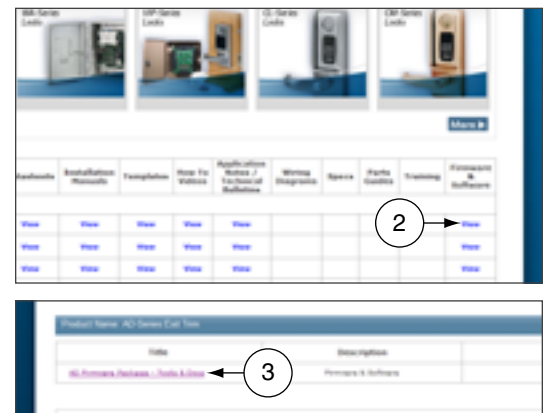 WA-Series VIP-Series CL-Series CM-Series
Locks Locks Locks
More
Manuals Installation Manuals Templates How To Videos Application Notes / Technical Bulletins Wiring Diagrams Specs Parts Guides Training Firmware & Software
View View View View View 2 View
View View View View View View
View View View View View View
Product Name: AD-Series Exit Trim
Title Description
AD Firmware Package - Tools & Docs 3 Firmware & Software